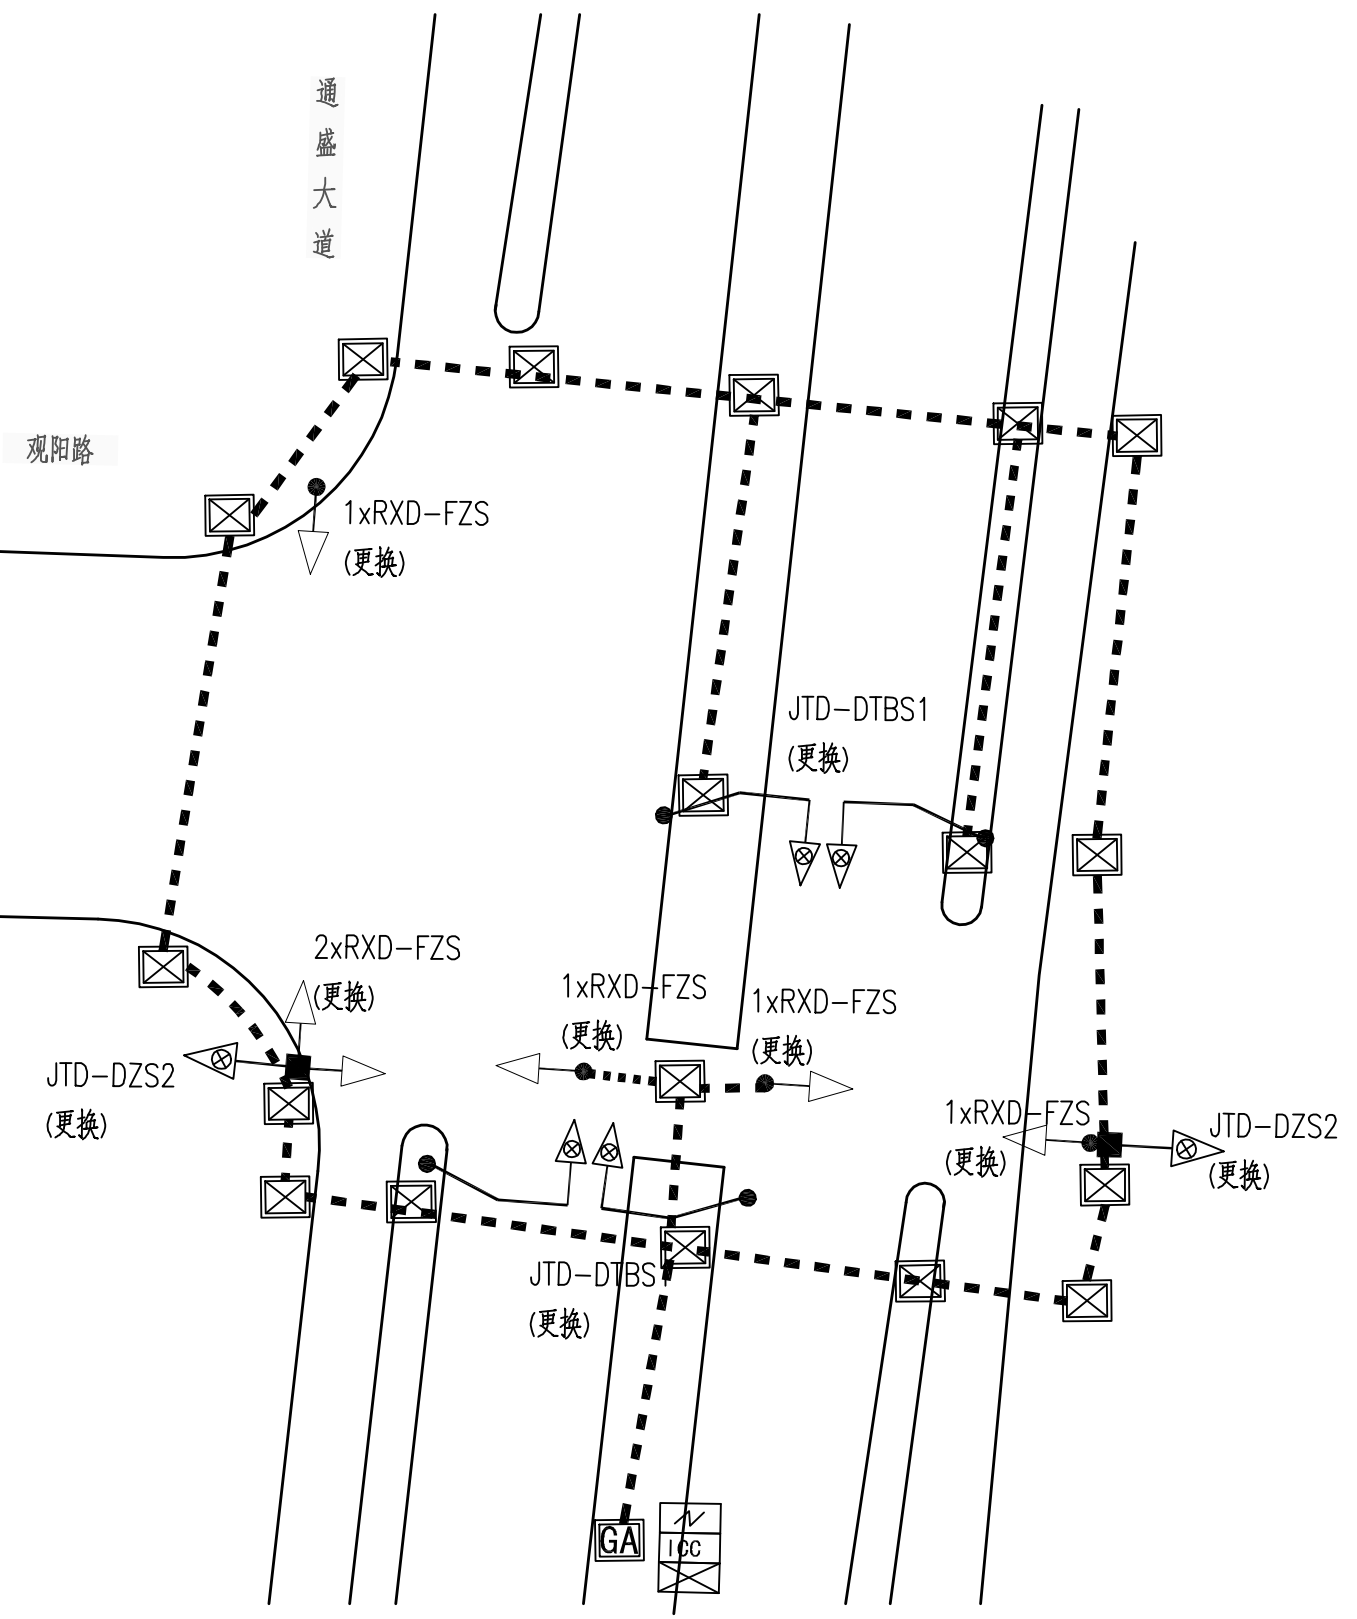 通
盛
大
道
观阳路
1xRXD-FZS
(更换)
JTD-DTBS1
(更换)
2xRXD-FZS
(更换)
1xRXD-FZS
(更换)
1xRXD-FZS
(更换)
JTD-DZS2
(更换)
1xRXD-FZS
(更换)
JTD-DZS2
(更换)
JTD-DTBS1
(更换)
GA
ICC